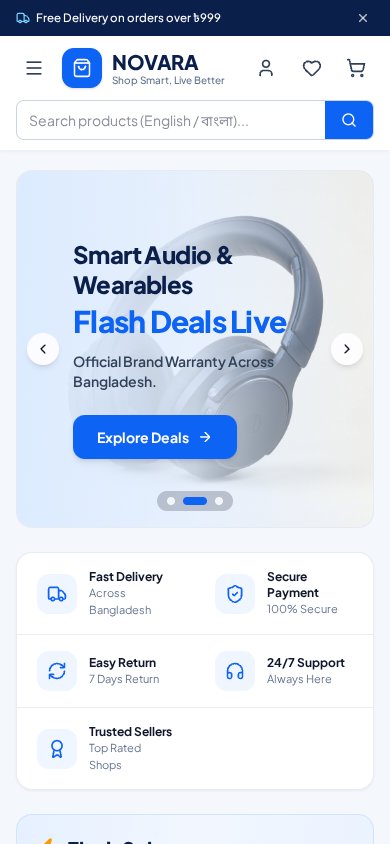 Free Delivery on orders over ৳999
NOVARA
Shop Smart, Live Better
Search products (English / বাংলা)...
Smart Audio &
Wearables
Flash Deals Live
Official Brand Warranty Across
Bangladesh.
Explore Deals
Fast Delivery
Across
Bangladesh
Secure
Payment
100% Secure
Easy Return
7 Days Return
24/7 Support
Always Here
Trusted Sellers
Top Rated
Shops